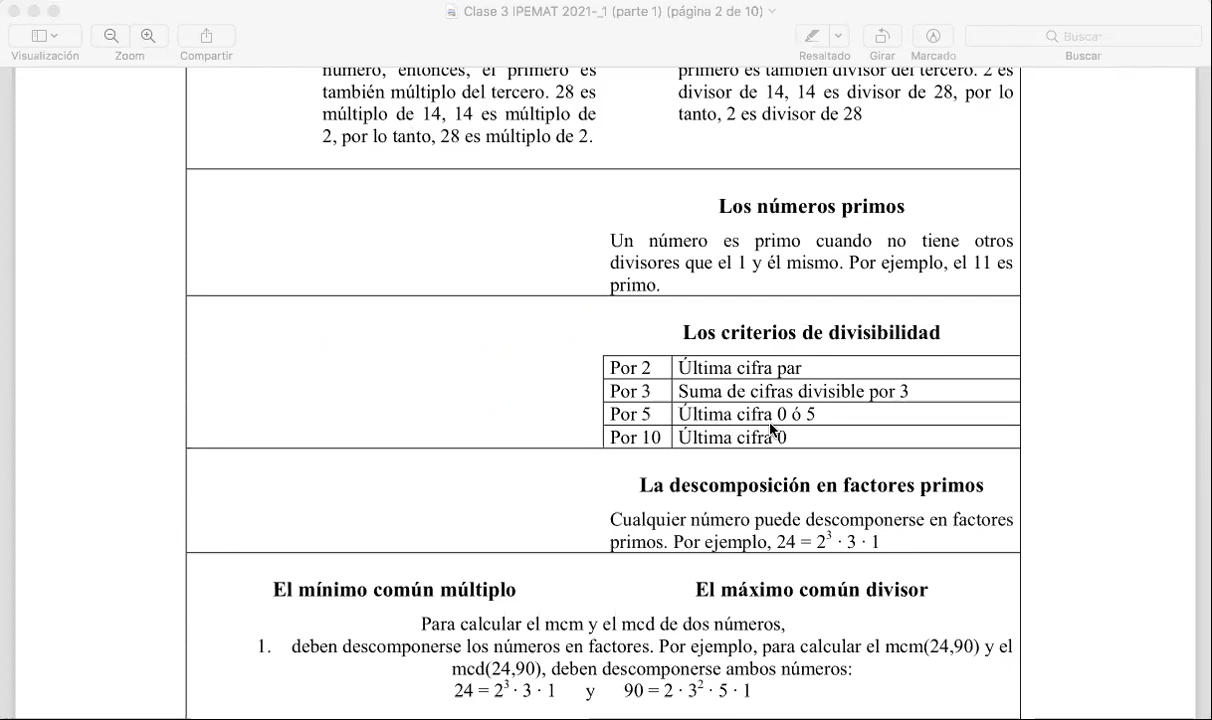 Clase 3 IPEMAT 2021-_1 (parte 1) (página 2 de 10)
Visualización
Zoom
Compartir
Resaltado
Girar
Marcado
Buscar
Buscar
número, entonces, el primero es
también múltiplo del tercero. 28 es
múltiplo de 14, 14 es múltiplo de
2, por lo tanto, 28 es múltiplo de 2.
primero es también divisor del tercero. 2 es
divisor de 14, 14 es divisor de 28, por lo
tanto, 2 es divisor de 28
Los números primos
Un número es primo cuando no tiene otros
divisores que el 1 y él mismo. Por ejemplo, el 11 es
primo.
Los criterios de divisibilidad
Por 2 Última cifra par
Por 3 Suma de cifras divisible por 3
Por 5 Última cifra 0 ó 5
Por 10 Última cifra 0
La descomposición en factores primos
Cualquier número puede descomponerse en factores
primos. Por ejemplo, 24 = 2³ · 3 · 1
El mínimo común múltiplo El máximo común divisor
Para calcular el mcm y el mcd de dos números,
1. deben descomponerse los números en factores. Por ejemplo, para calcular el mcm(24,90) y el
mcd(24,90), deben descomponerse ambos números:
24 = 2³ · 3 · 1 y 90 = 2 · 3² · 5 · 1